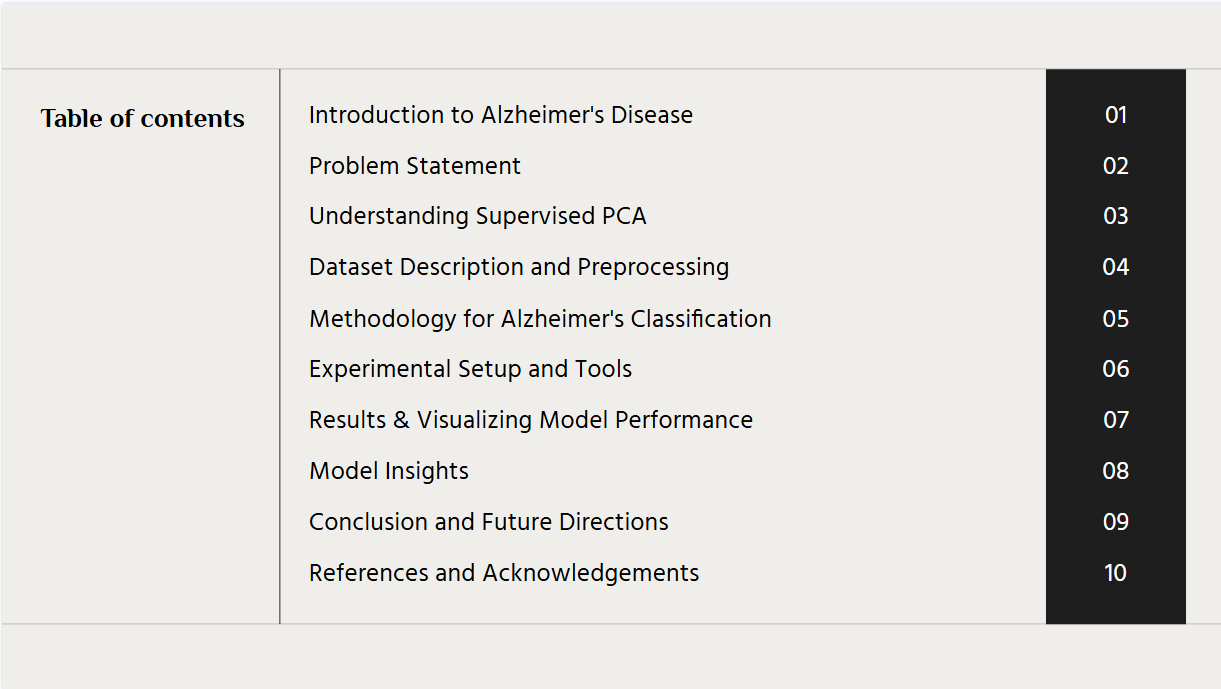 Table of contents
Introduction to Alzheimer's Disease 01
Problem Statement 02
Understanding Supervised PCA 03
Dataset Description and Preprocessing 04
Methodology for Alzheimer's Classification 05
Experimental Setup and Tools 06
Results & Visualizing Model Performance 07
Model Insights 08
Conclusion and Future Directions 09
References and Acknowledgements 10